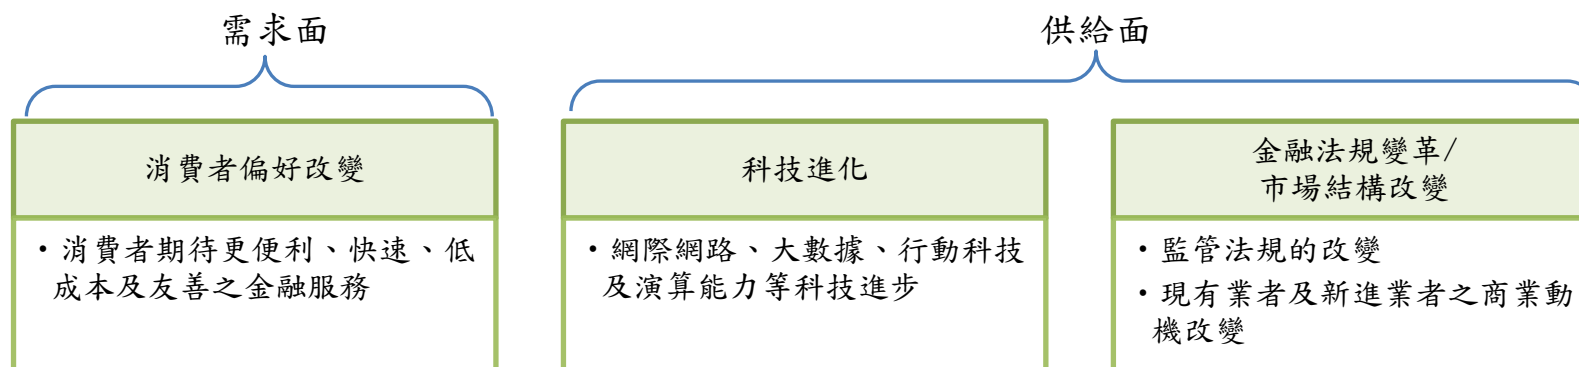 需求面
供給面
消費者偏好改變
・消費者期待更便利、快速、低
成本及友善之金融服務
科技進化
・網際網路、大數據、行動科技
及演算能力等科技進步
金融法規變革/
市場結構改變
・監管法規的改變
・現有業者及新進業者之商業動
機改變